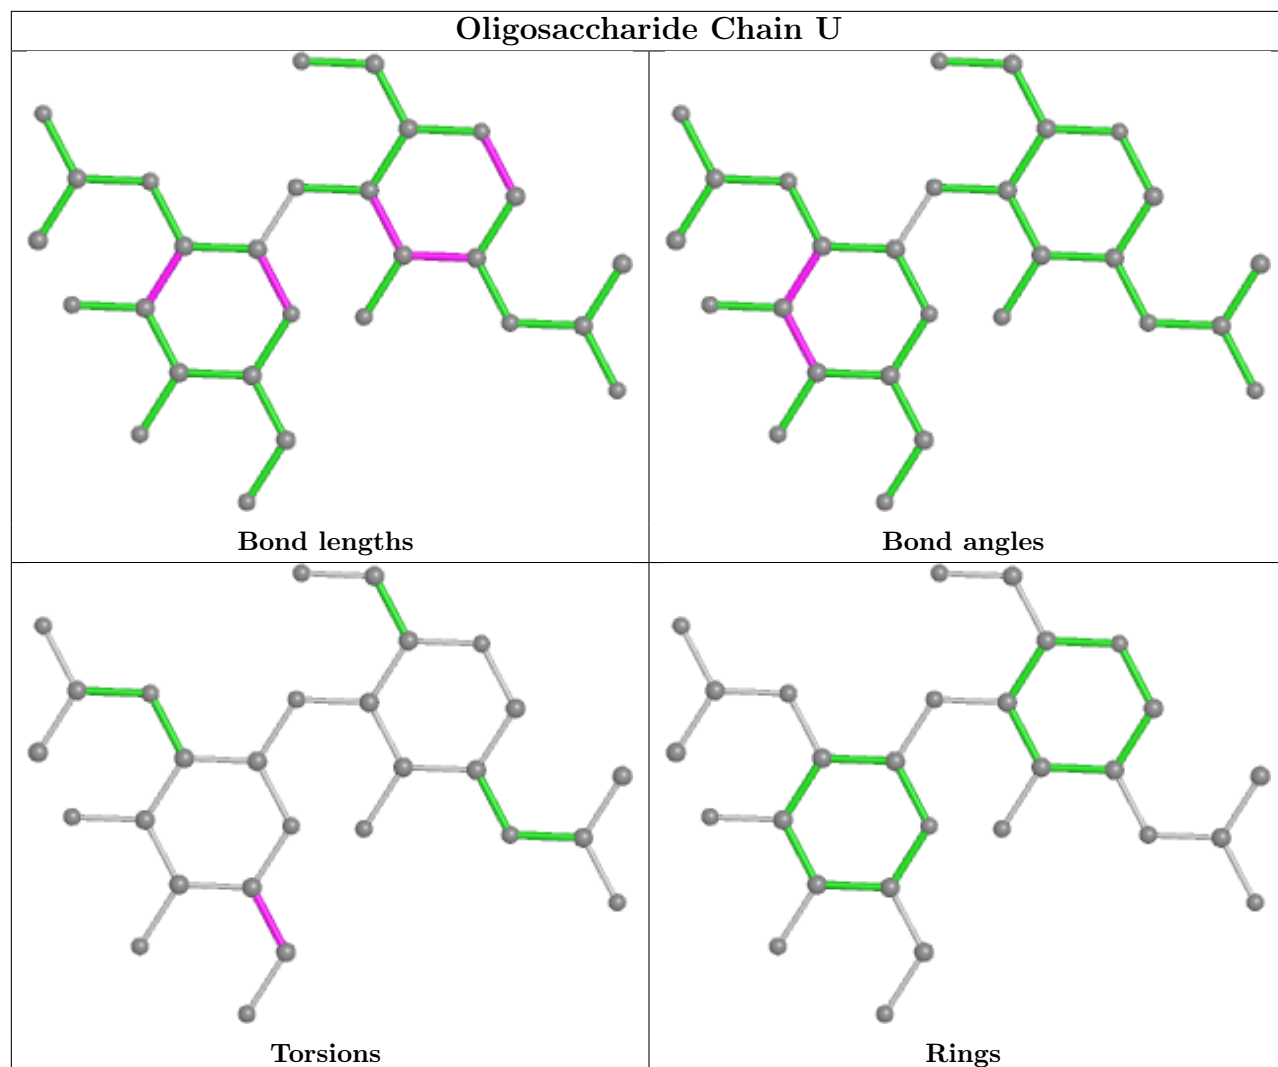 Oligosaccharide Chain U
Bond lengths
Bond angles
Torsions
Rings